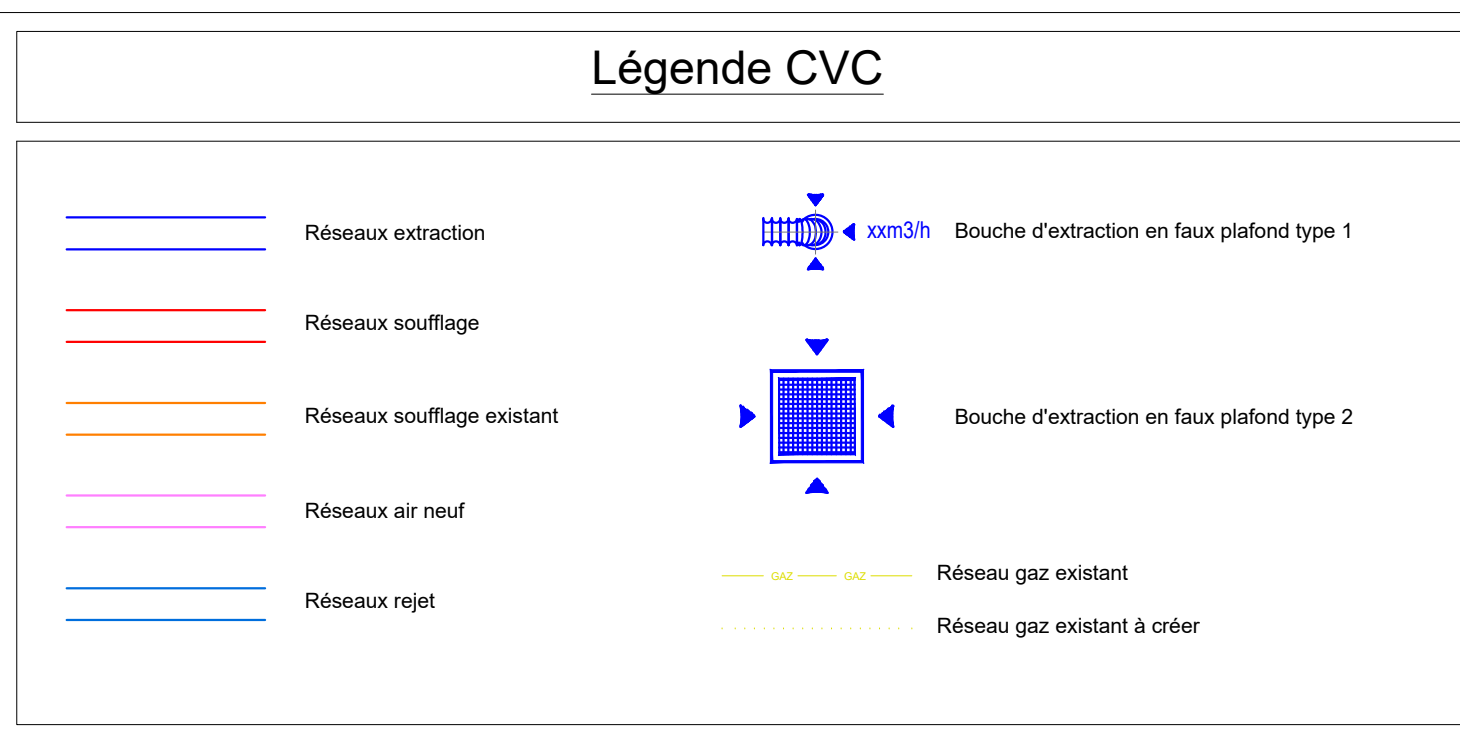 Légende CVC
Réseaux extraction
Réseaux soufflage
Réseaux soufflage existant
Réseaux air neuf
Réseaux rejet
xxm3/h Bouche d'extraction en faux plafond type 1
Bouche d'extraction en faux plafond type 2
GAZ GAZ Réseau gaz existant
Réseau gaz existant à créer